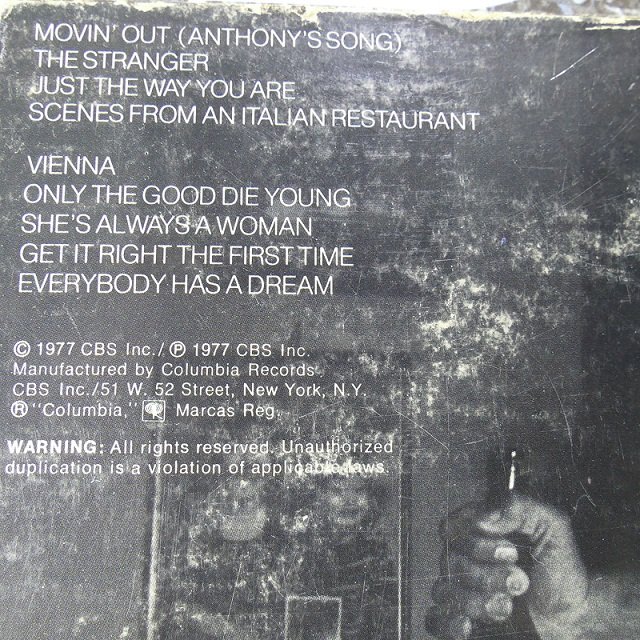 MOVIN' OUT (ANTHONY'S SONG)
THE STRANGER
JUST THE WAY YOU ARE
SCENES FROM AN ITALIAN RESTAURANT
VIENNA
ONLY THE GOOD DIE YOUNG
SHE'S ALWAYS A WOMAN
GET IT RIGHT THE FIRST TIME
EVERYBODY HAS A DREAM
© 1977 CBS Inc./ ℗ 1977 CBS Inc.
Manufactured by Columbia Records
CBS Inc./51 W. 52 Street, New York, N.Y.
® "Columbia," Marcas Reg.
WARNING: All rights reserved. Unauthorized
duplication is a violation of applicable laws.